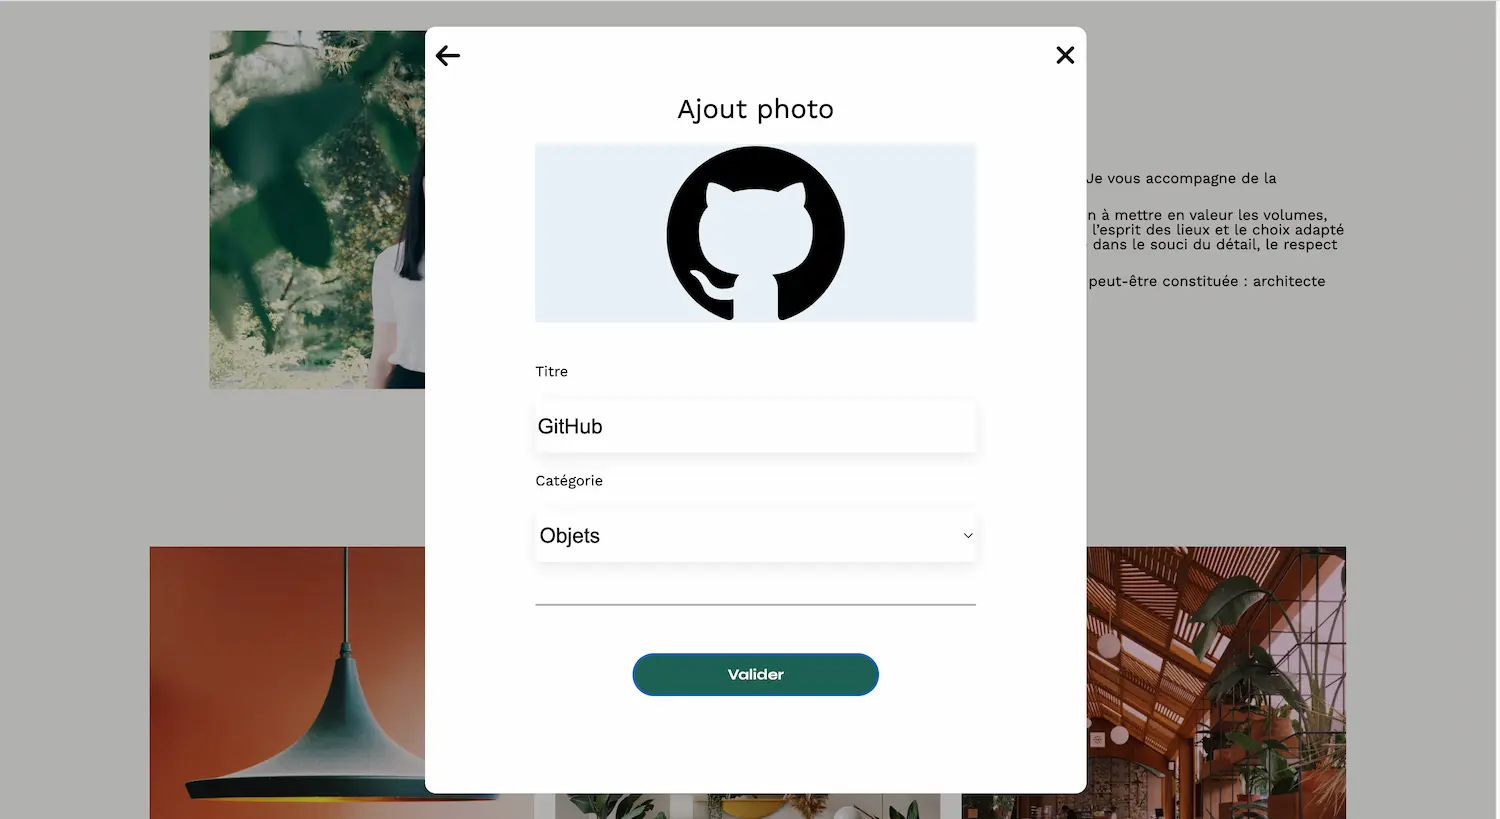 Ajout photo
Titre
GitHub
Catégorie
Objets
Valider
Je vous accompagne de la
n à mettre en valeur les volumes,
l’esprit des lieux et le choix adapté
dans le souci du détail, le respect
peut-être constituée : architecte